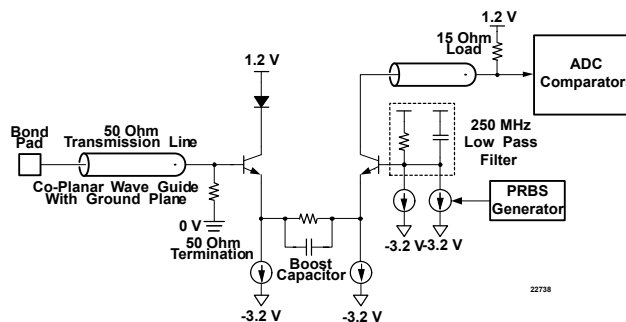 1.2 V
15 Ohm
Load
ADC
Comparator
1.2 V
Bond
Pad
50 Ohm
Transmission Line
Co-Planar Wave Guide
With Ground Plane
0 V
50 Ohm
Termination
250 MHz
Low Pass
Filter
PRBS
Generator
Boost
Capacitor
-3.2 V
-3.2 V
-3.2 V
-3.2 V
22738